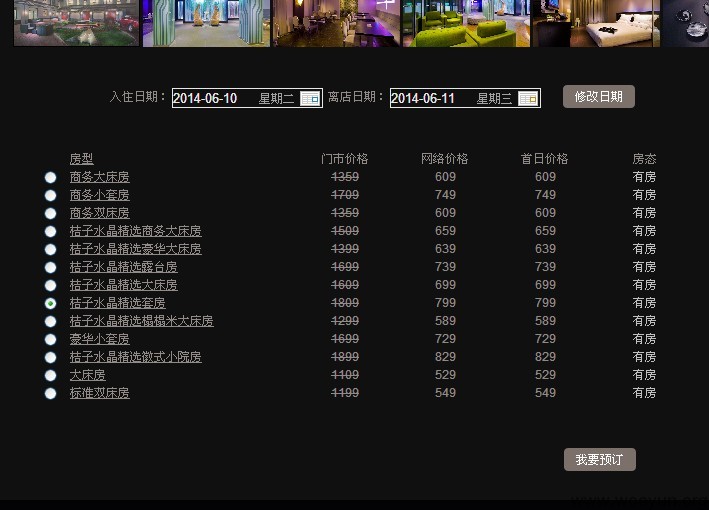 入住日期： 2014-06-10 星期二 离店日期： 2014-06-11 星期三 修改日期
房型 门市价格 网络价格 首日价格 房态
商务大床房 1359 609 609 有房
商务小套房 1709 749 749 有房
商务双床房 1359 609 609 有房
桔子水晶精选商务大床房 1509 659 659 有房
桔子水晶精选豪华大床房 1399 639 639 有房
桔子水晶精选露台房 1699 739 739 有房
桔子水晶精选大床房 1609 699 699 有房
桔子水晶精选套房 1809 799 799 有房
桔子水晶精选榻榻米大床房 1299 589 589 有房
豪华小套房 1699 729 729 有房
桔子水晶精选徽式小院房 1899 829 829 有房
大床房 1109 529 529 有房
标准双床房 1199 549 549 有房
我要预订